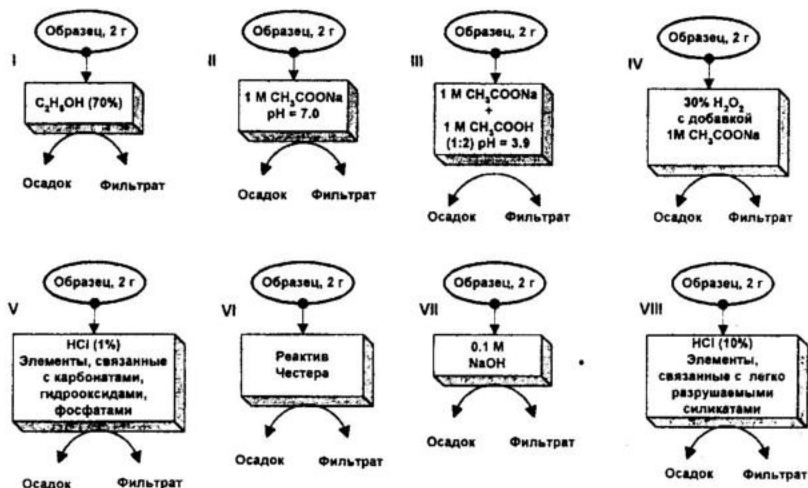 Образец, 2 г
I
C₂H₅OH (70%)
Осадок
Фильтрат
Образец, 2 г
II
1 М CH₃COONa
pH = 7.0
Осадок
Фильтрат
Образец, 2 г
III
1 М CH₃COONa
+
1 М CH₃COOH
(1:2) pH = 3.9
Осадок
Фильтрат
Образец, 2 г
IV
30% H₂O₂
с добавкой
1М CH₃COONa
Осадок
Фильтрат
Образец, 2 г
V
HCl (1%)
Элементы, связанные
с карбонатами,
гидрооксидами,
фосфатами
Осадок
Фильтрат
Образец, 2 г
VI
Реактив
Честера
Осадок
Фильтрат
Образец, 2 г
VII
0.1 М
NaOH
Осадок
Фильтрат
Образец, 2 г
VIII
HCl (10%)
Элементы,
связанные с легко
разрушаемыми
силикатами
Осадок
Фильтрат